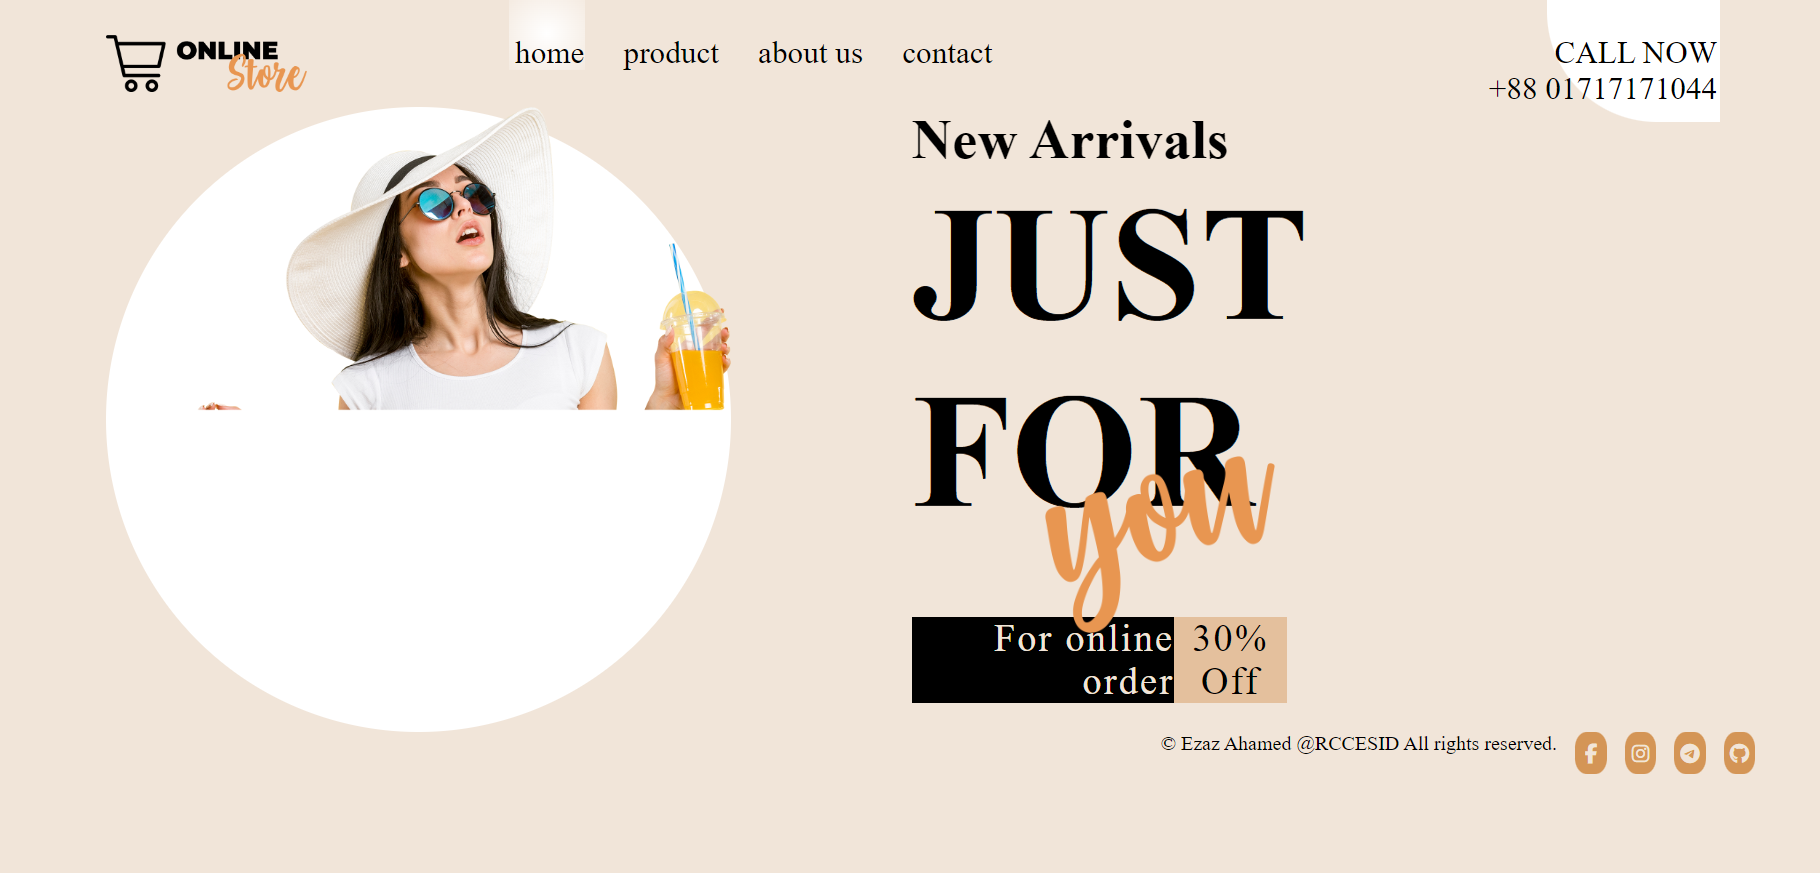 ONLINE
Store
home product about us contact
CALL NOW
+88 01717171044
New Arrivals
JUST
FOR
you
For online
order
30%
Off
© Ezaz Ahamed @RCCESID All rights reserved.